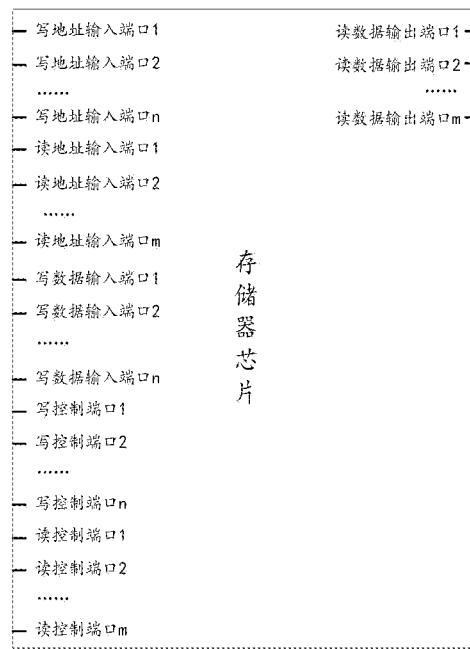 写地址输入端口1
写地址输入端口2
……
写地址输入端口n
读地址输入端口1
读地址输入端口2
……
读地址输入端口m
写数据输入端口1
写数据输入端口2
……
写数据输入端口n
写控制端口1
写控制端口2
……
写控制端口n
读控制端口1
读控制端口2
……
读控制端口m
存储器芯片
读数据输出端口1
读数据输出端口2
……
读数据输出端口m